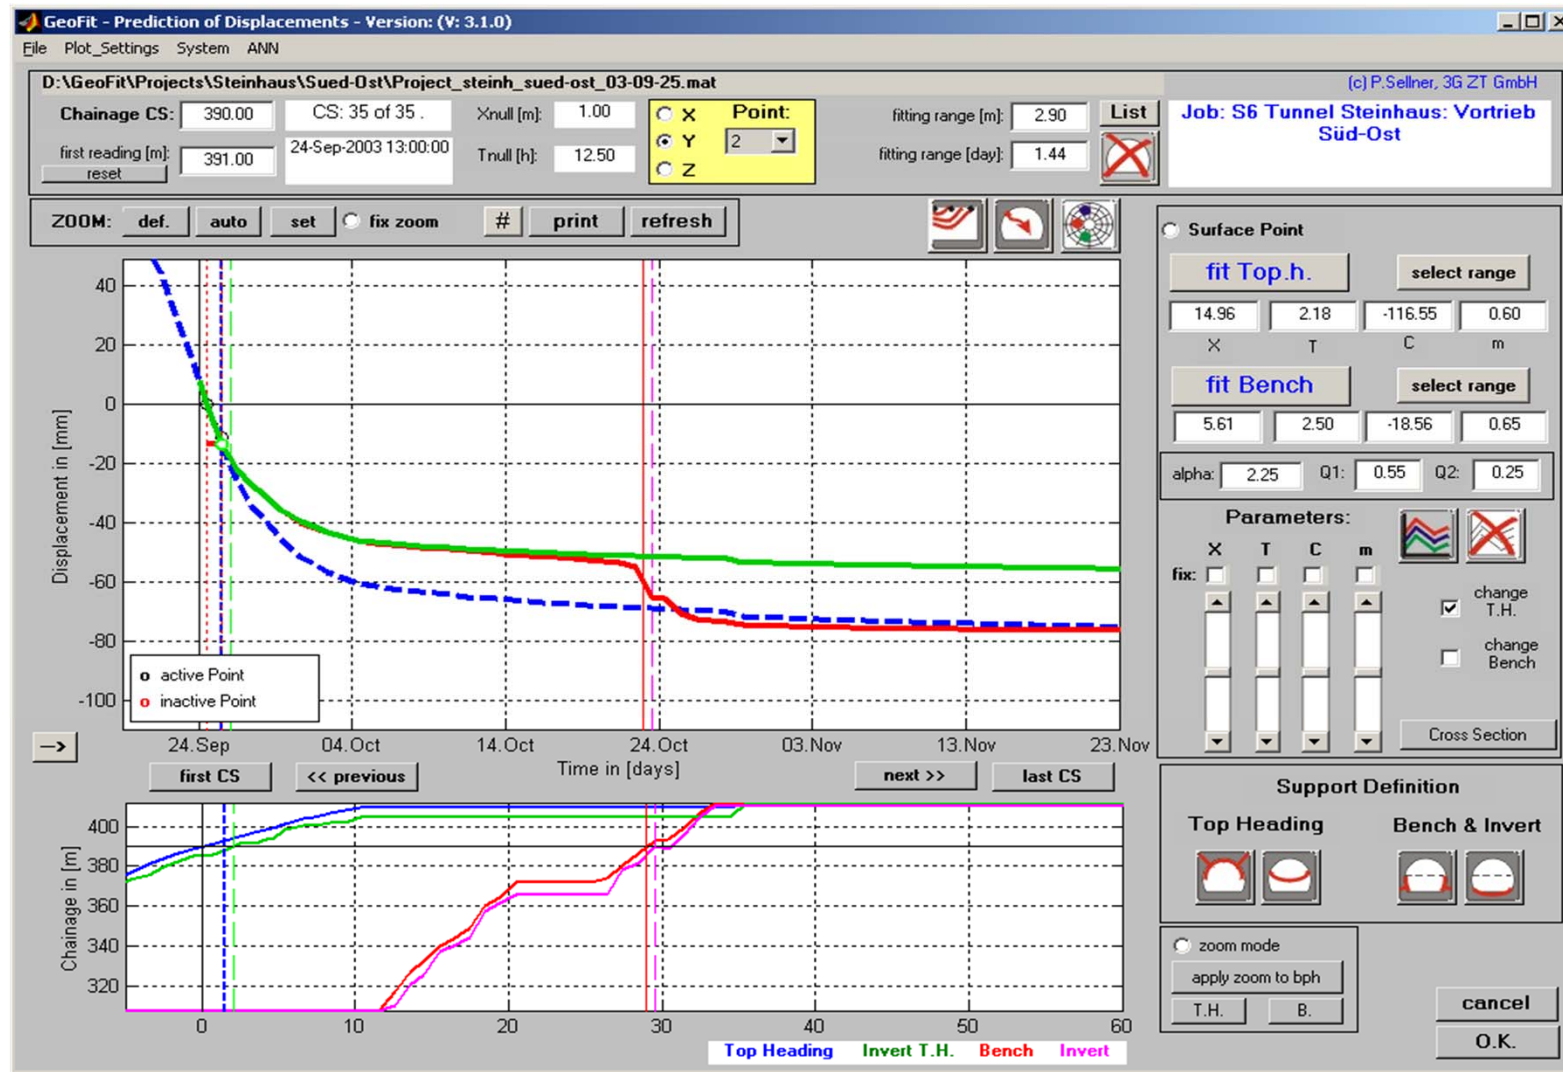 GeoFit - Prediction of Displacements - Version: (V: 3.1.0)
File Plot_Settings System ANN
D:\GeoFit\Projects\Steinhaus\Sued-Ost\Project_steinh_sued-ost_03-09-25.mat
(c) P.Sellner, 3G ZT GmbH
Chainage CS: 390.00 CS: 35 of 35 . Xnull [m]: 1.00 X Point: fitting range [m]: 2.90 List
Job: S6 Tunnel Steinhaus: Vortrieb
Süd-Ost
first reading [m]: 391.00 24-Sep-2003 13:00:00 Tnull [h]: 12.50 Y 2 fitting range [day]: 1.44
reset Z
ZOOM: def. auto set fix zoom # print refresh
Surface Point
fit Top.h. select range
14.96 2.18 -116.55 0.60
X T C m
fit Bench select range
5.61 2.50 -18.56 0.65
alpha: 2.25 Q1: 0.55 Q2: 0.25
Parameters:
X T C m
fix:
change
T.H.
change
Bench
Cross Section
Displacement in [mm]
40
20
0
-20
-40
-60
-80
-100
o active Point
o inactive Point
24.Sep 04.Oct 14.Oct 24.Oct 03.Nov 13.Nov 23.Nov
-->
Time in [days]
first CS << previous next >> last CS
Support Definition
Top Heading Bench & Invert
Chainage in [m]
400
380
360
340
320
0 10 20 30 40 50 60
Top Heading Invert T.H. Bench Invert
zoom mode
apply zoom to bph
T.H. B.
cancel
O.K.